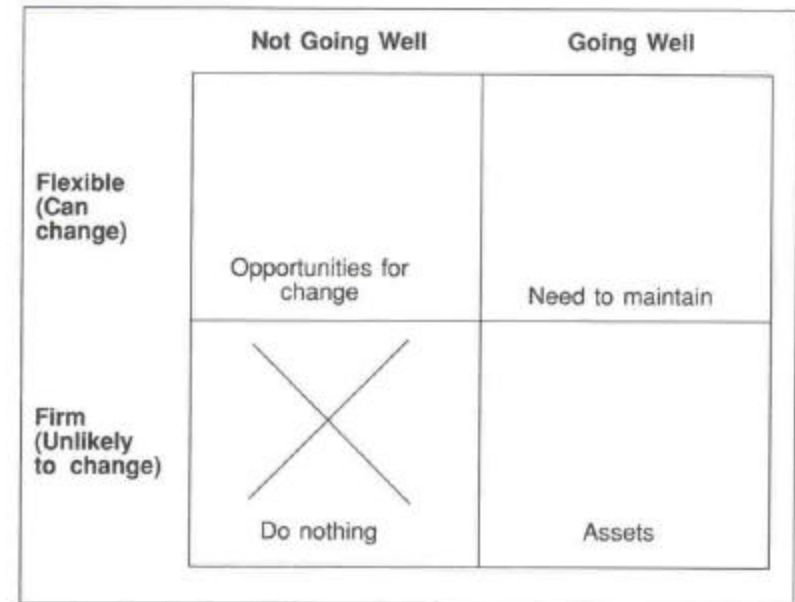 Not Going Well
Going Well
Flexible
(Can
change)
Opportunities for
change
Need to maintain
Firm
(Unlikely
to change)
Do nothing
Assets